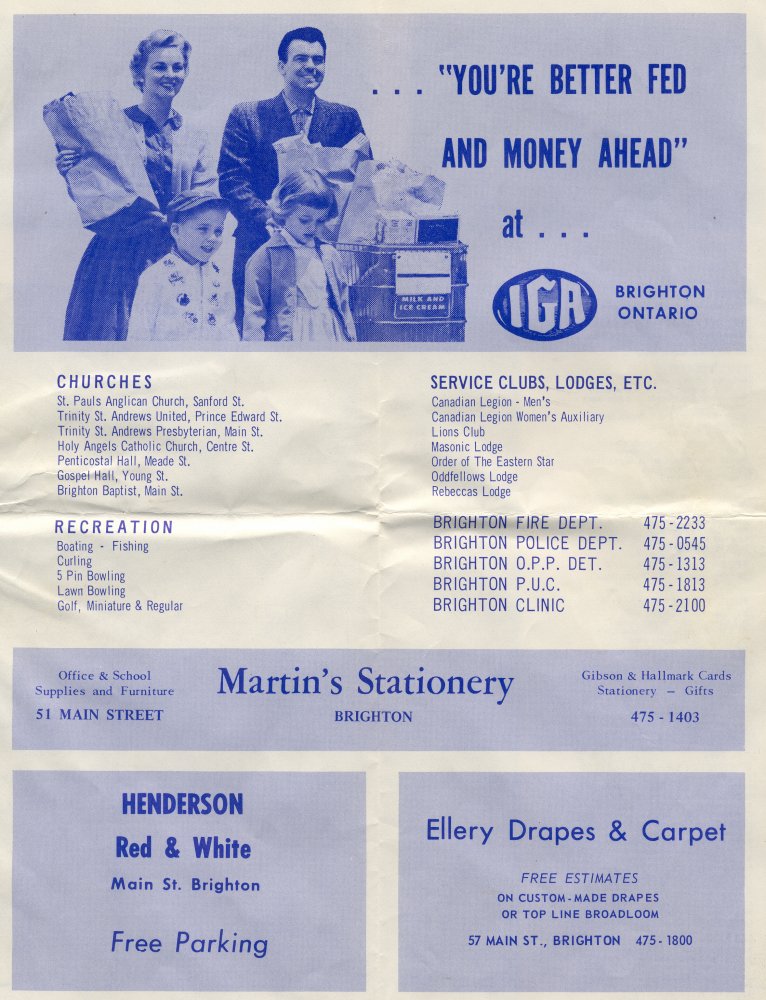 . . . "YOU'RE BETTER FED
AND MONEY AHEAD"
at . . .
IGA
BRIGHTON
ONTARIO
MILK AND
ICE CREAM
CHURCHES
St. Pauls Anglican Church, Sanford St.
Trinity St. Andrews United, Prince Edward St.
Trinity St. Andrews Presbyterian, Main St.
Holy Angels Catholic Church, Centre St.
Penticostal Hall, Meade St.
Gospel Hall, Young St.
Brighton Baptist, Main St.
RECREATION
Boating - Fishing
Curling
5 Pin Bowling
Lawn Bowling
Golf, Miniature & Regular
SERVICE CLUBS, LODGES, ETC.
Canadian Legion - Men's
Canadian Legion Women's Auxiliary
Lions Club
Masonic Lodge
Order of The Eastern Star
Oddfellows Lodge
Rebeccas Lodge
BRIGHTON FIRE DEPT. 475-2233
BRIGHTON POLICE DEPT. 475-0545
BRIGHTON O.P.P. DET. 475-1313
BRIGHTON P.U.C. 475-1813
BRIGHTON CLINIC 475-2100
Office & School
Supplies and Furniture
51 MAIN STREET
Martin's Stationery
BRIGHTON
Gibson & Hallmark Cards
Stationery — Gifts
475 - 1403
HENDERSON
Red & White
Main St. Brighton
Free Parking
Ellery Drapes & Carpet
FREE ESTIMATES
ON CUSTOM-MADE DRAPES
OR TOP LINE BROADLOOM
57 MAIN ST., BRIGHTON 475-1800